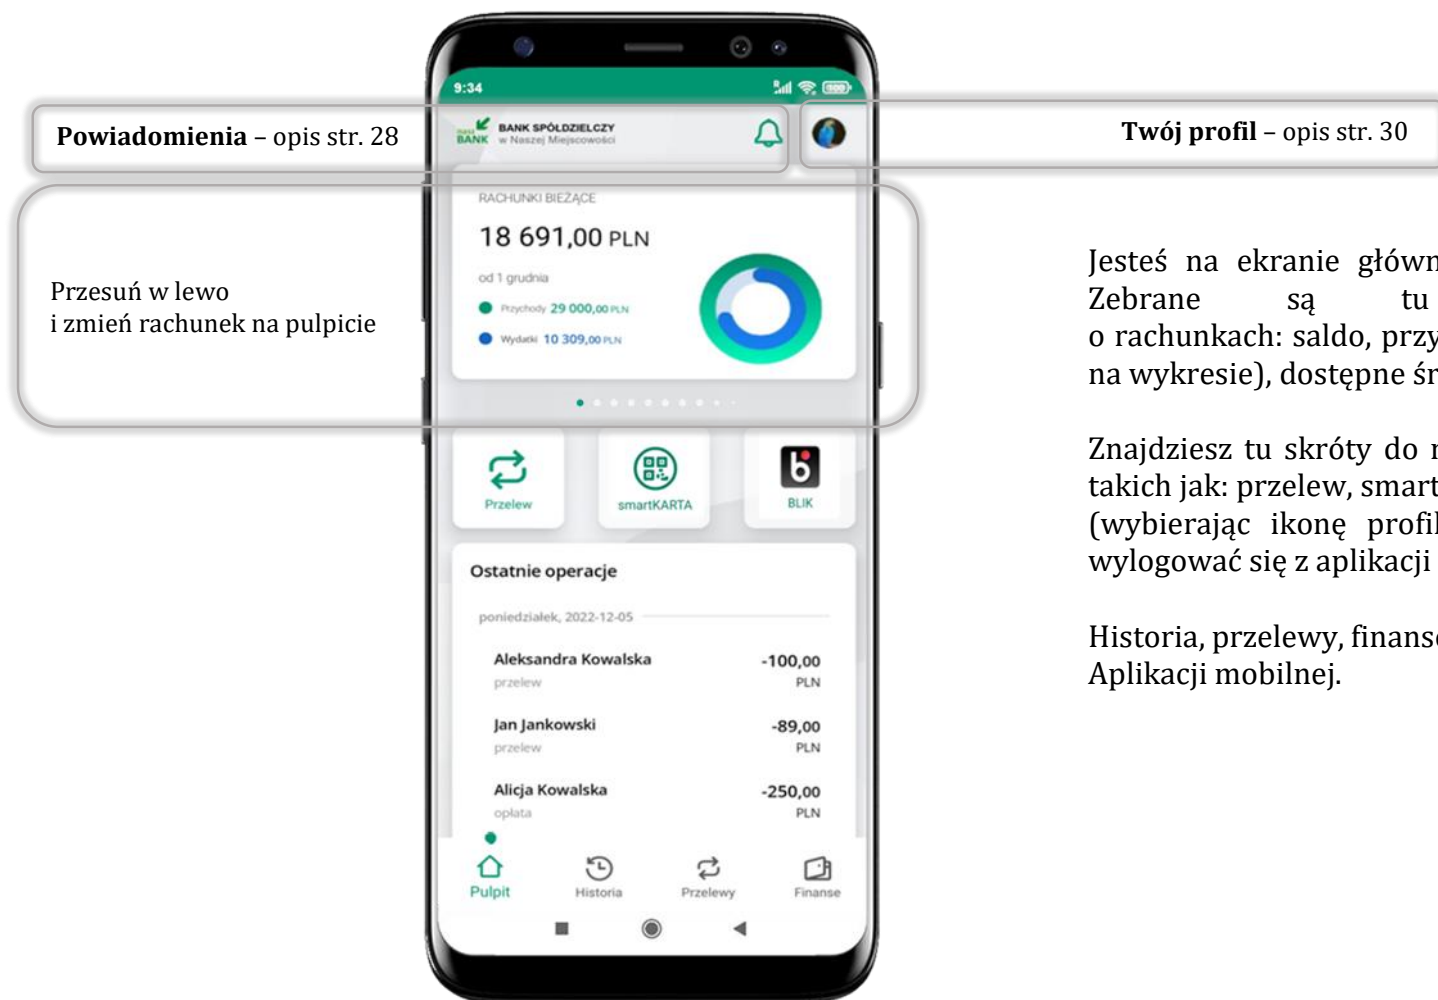 9:34
Powiadomienia – opis str. 28
nasz BANK
BANK SPÓŁDZIELCZY
w Naszej Miejscowości
Twój profil – opis str. 30
RACHUNKI BIEŻĄCE
18 691,00 PLN
od 1 grudnia
Przychody 29 000,00 PLN
Wydatki 10 309,00 PLN
Przesuń w lewo
i zmień rachunek na pulpicie
Przelew
smartKARTA
BLIK
Ostatnie operacje
poniedziałek, 2022-12-05
Aleksandra Kowalska -100,00
przelew PLN
Jan Jankowski -89,00
przelew PLN
Alicja Kowalska -250,00
opłata PLN
Pulpit
Historia
Przelewy
Finanse
Jesteś na ekranie główn
Zebrane są tu
o rachunkach: saldo, przy
na wykresie), dostępne śr
Znajdziesz tu skróty do
takich jak: przelew, smart
(wybierając ikonę profil
wylogować się z aplikacji
Historia, przelewy, finans
Aplikacji mobilnej.